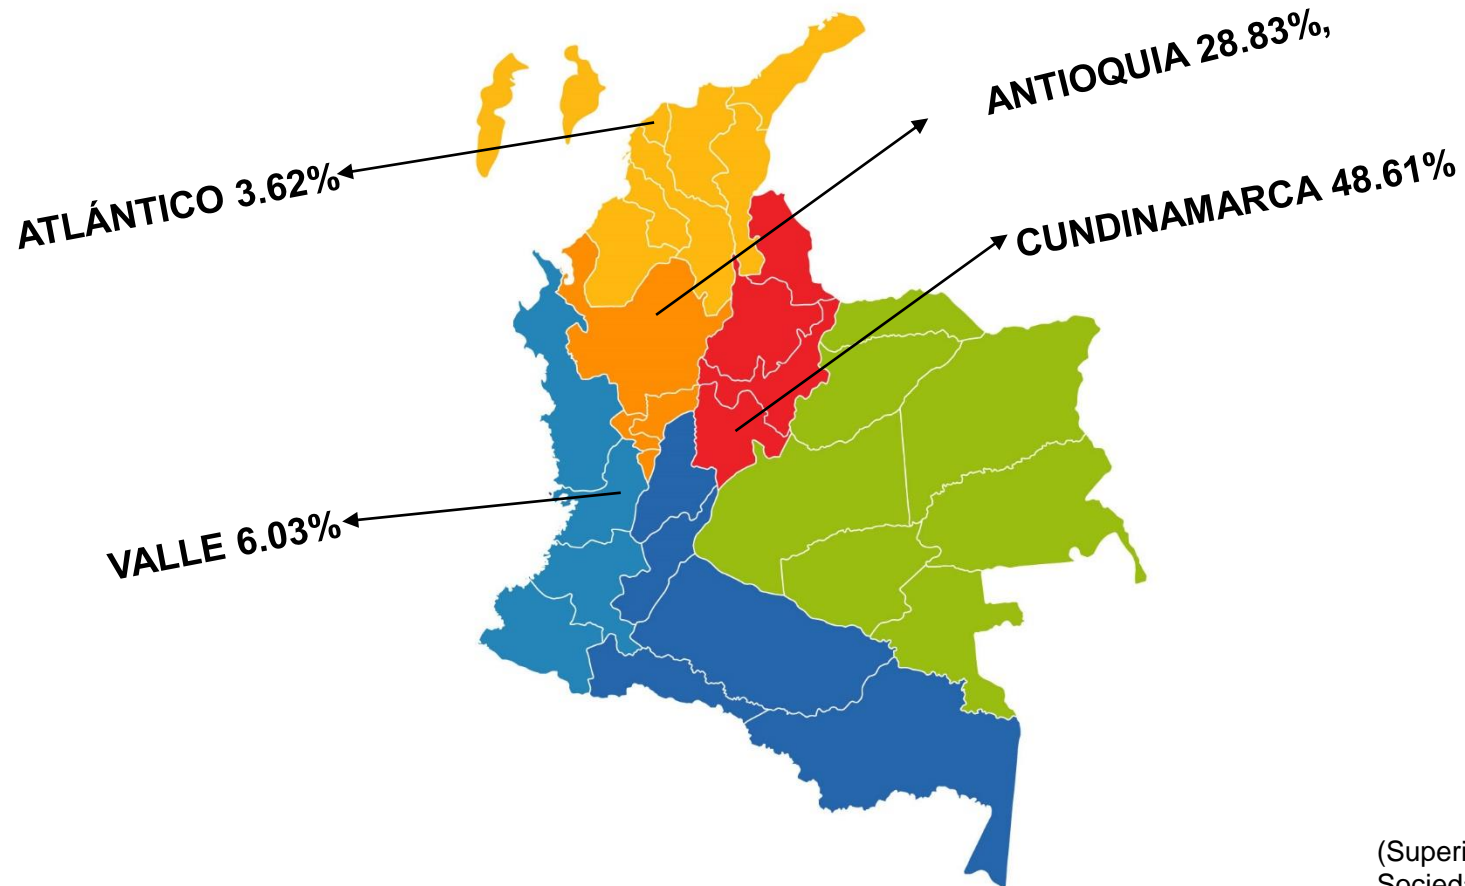 ANTIOQUIA 28.83%,
ATLÁNTICO 3.62%
CUNDINAMARCA 48.61%
VALLE 6.03%